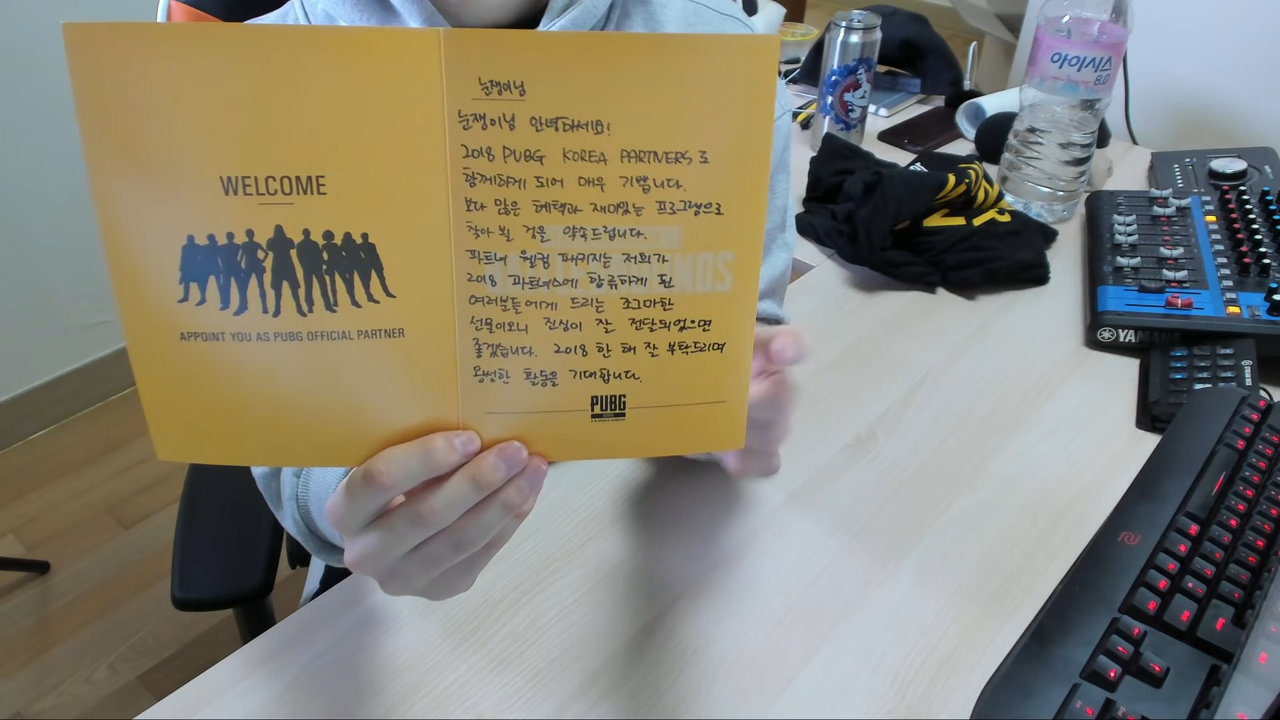 WELCOME
APPOINT YOU AS PUBG OFFICIAL PARTNER
눈쟁이님
눈쟁이님 안녕하세요!
2018 PUBG KOREA PARTNERS 로
함께하게 되어 매우 기쁩니다.
보다 많은 혜택과 재미있는 프로그램으로
찾아 뵐 것을 약속드립니다.
파트너 웰컴 패키지는 저희가
2018 파트너스에 합류하게 된
여러분들에게 드리는 조그마한
선물이오니 진심이 잘 전달되었으면
좋겠습니다. 2018 한 해 잘 부탁드리며
왕성한 활동을 기대합니다.
PUBG
아이시스
8.0
YAMAHA